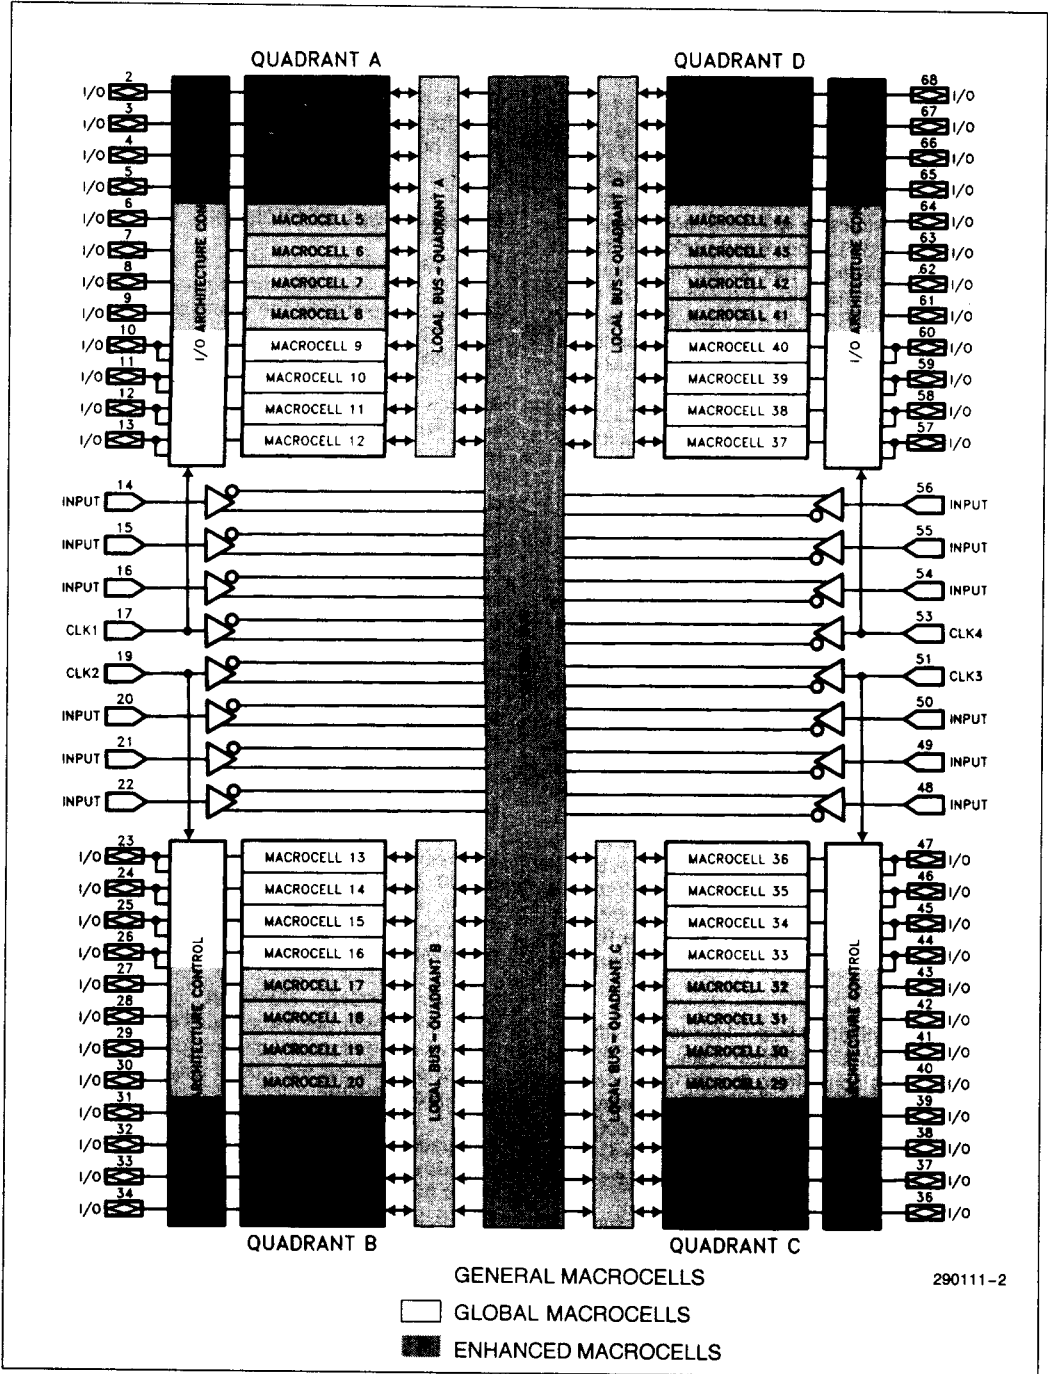 QUADRANT A
QUADRANT D
2
I/O
68
I/O
3
I/O
67
I/O
4
I/O
66
I/O
5
I/O
65
I/O
6
I/O
MACROCELL 5
MACROCELL 44
64
I/O
7
I/O
MACROCELL 6
MACROCELL 43
63
I/O
8
I/O
MACROCELL 7
MACROCELL 42
62
I/O
9
I/O
MACROCELL 8
MACROCELL 41
61
I/O
10
I/O
MACROCELL 9
MACROCELL 40
60
I/O
11
I/O
MACROCELL 10
MACROCELL 39
59
I/O
12
I/O
MACROCELL 11
MACROCELL 38
58
I/O
13
I/O
MACROCELL 12
MACROCELL 37
57
I/O
I/O ARCHITECTURE CON
LOCAL BUS-QUADRANT A
LOCAL BUS-QUADRANT D
I/O ARCHITECTURE CON
14
INPUT
56
INPUT
15
INPUT
55
INPUT
16
INPUT
54
INPUT
17
CLK1
53
CLK4
19
CLK2
51
CLK3
20
INPUT
50
INPUT
21
INPUT
49
INPUT
22
INPUT
48
INPUT
23
I/O
MACROCELL 13
MACROCELL 36
47
I/O
24
I/O
MACROCELL 14
MACROCELL 35
46
I/O
25
I/O
MACROCELL 15
MACROCELL 34
45
I/O
26
I/O
MACROCELL 16
MACROCELL 33
44
I/O
27
I/O
MACROCELL 17
MACROCELL 32
43
I/O
28
I/O
MACROCELL 18
MACROCELL 31
42
I/O
29
I/O
MACROCELL 19
MACROCELL 30
41
I/O
30
I/O
MACROCELL 20
MACROCELL 29
40
I/O
31
I/O
39
I/O
32
I/O
38
I/O
33
I/O
37
I/O
34
I/O
36
I/O
ARCHITECTURE CONTROL
LOCAL BUS-QUADRANT B
LOCAL BUS-QUADRANT C
ARCHITECTURE CONTROL
QUADRANT B
QUADRANT C
GENERAL MACROCELLS
290111-2
GLOBAL MACROCELLS
ENHANCED MACROCELLS